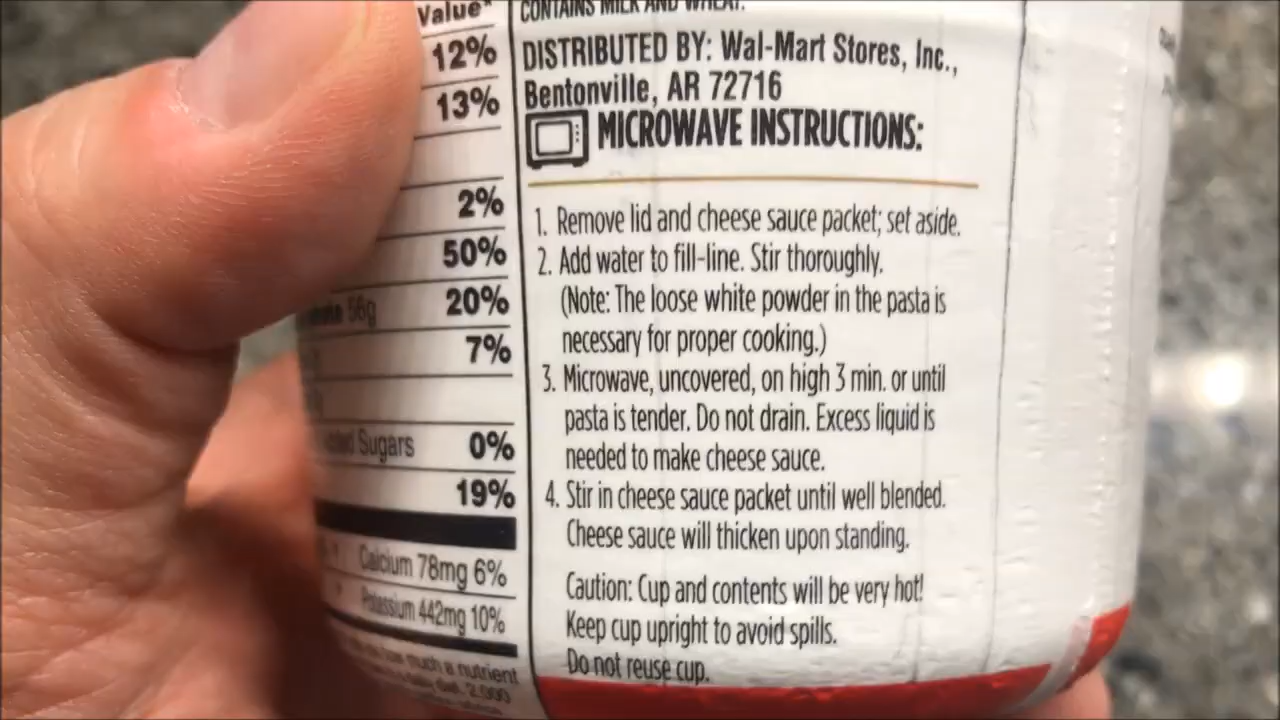 Value*
12%
13%
2%
50%
56g 20%
7%
Sugars 0%
19%
Calcium 78mg 6%
Potassium 442mg 10%
much a nutrient
2,000
CONTAINS MILK AND WHEAT.
DISTRIBUTED BY: Wal-Mart Stores, Inc.,
Bentonville, AR 72716
MICROWAVE INSTRUCTIONS:
1. Remove lid and cheese sauce packet; set aside.
2. Add water to fill-line. Stir thoroughly.
(Note: The loose white powder in the pasta is
necessary for proper cooking.)
3. Microwave, uncovered, on high 3 min. or until
pasta is tender. Do not drain. Excess liquid is
needed to make cheese sauce.
4. Stir in cheese sauce packet until well blended.
Cheese sauce will thicken upon standing.
Caution: Cup and contents will be very hot!
Keep cup upright to avoid spills.
Do not reuse cup.